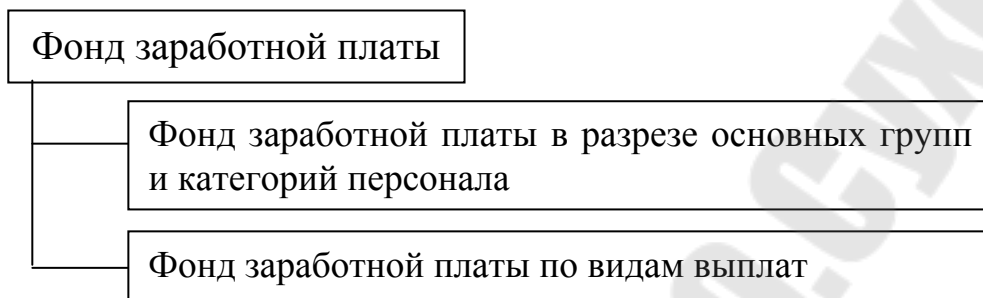 Фонд заработной платы
Фонд заработной платы в разрезе основных групп
и категорий персонала
Фонд заработной платы по видам выплат